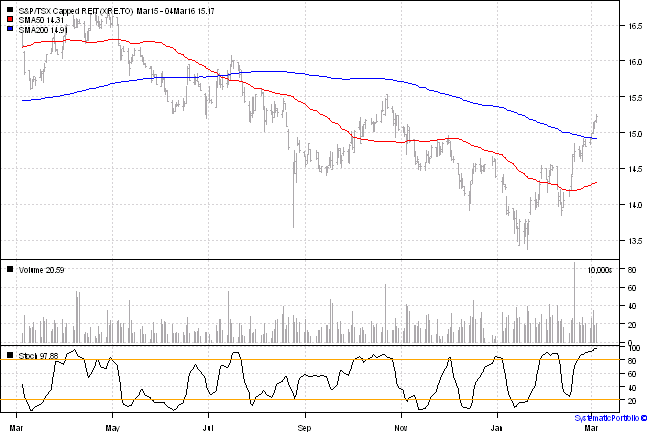 S&P/TSX Capped REIT (XRE.TO) Mar15 - 04Mar16 15.17
SMA50 14.31
SMA200 14.91
16.5
16.0
15.5
15.0
14.5
14.0
13.5
Volume 20.59
10,000s
80
60
40
20
0
Stoch 97.88
100
80
60
40
20
Mar May Jul Sep Nov Jan Mar
SystematicPortfolio ©